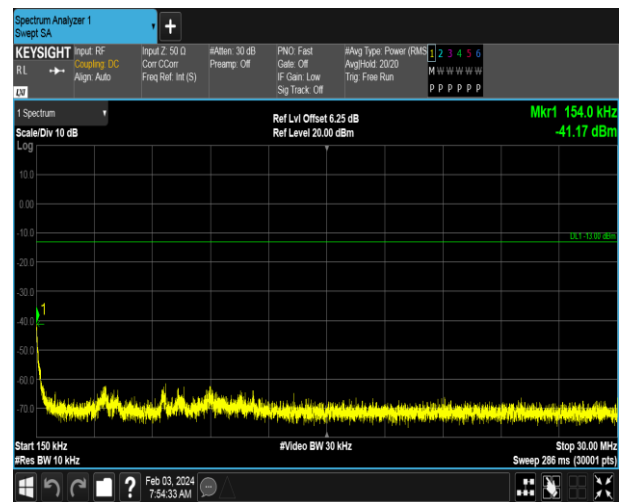 Spectrum Analyzer 1
Swept SA
+
KEYSIGHT
RL
LXI
Input: RF
Coupling: DC
Align: Auto
Input Z: 50 Ω
Corr CCorr
Freq Ref: Int (S)
#Atten: 30 dB
Preamp: Off
PNO: Fast
Gate: Off
IF Gain: Low
Sig Track: Off
#Avg Type: Power (RMS
Avg|Hold: 20/20
Trig: Free Run
1 2 3 4 5 6
M W W W W W
P P P P P P
1 Spectrum
Scale/Div 10 dB
Log
Ref Lvl Offset 6.25 dB
Ref Level 20.00 dBm
Mkr1 154.0 kHz
-41.17 dBm
10.0
0.00
-10.0
DL1 -13.00 dBm
-20.0
-30.0
1
-40.0
-50.0
-60.0
-70.0
Start 150 kHz
#Res BW 10 kHz
#Video BW 30 kHz
Stop 30.00 MHz
Sweep 286 ms (30001 pts)
?
Feb 03, 2024
7:54:33 AM